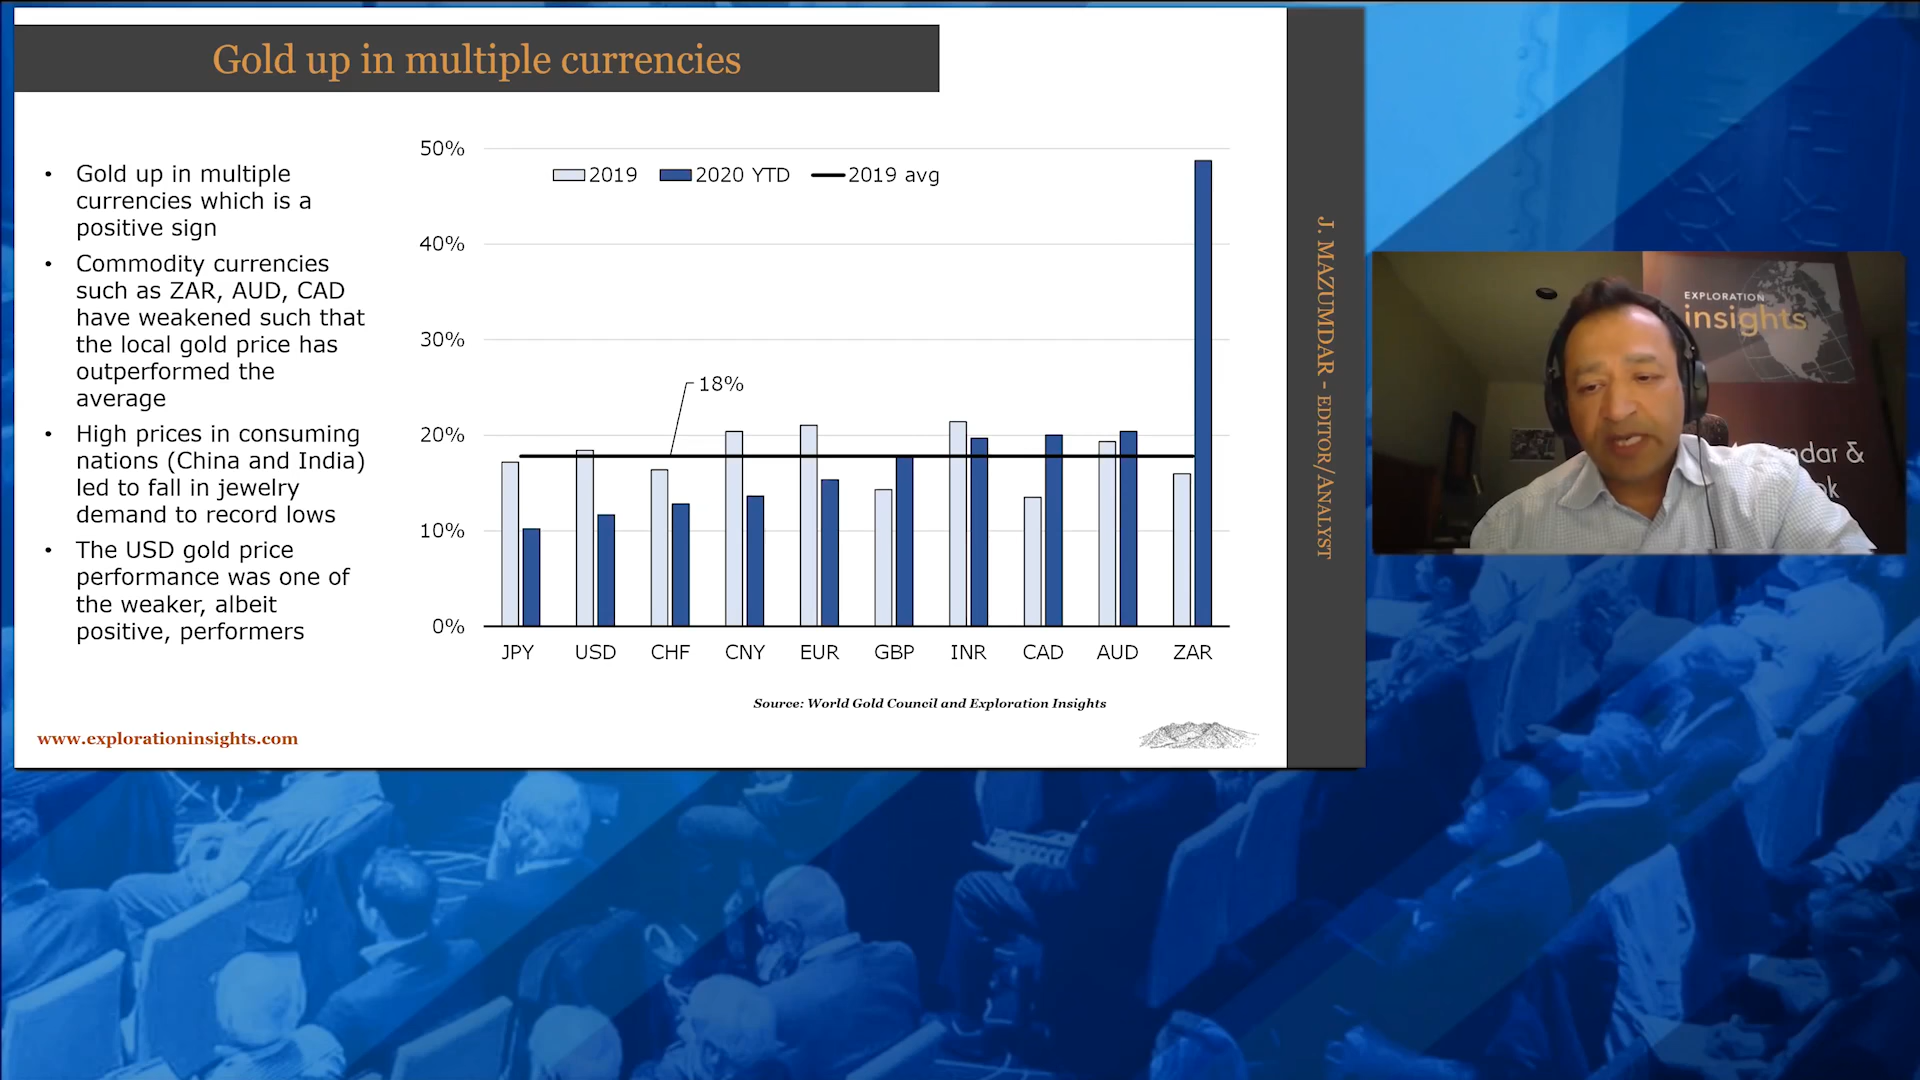 Gold up in multiple currencies
• Gold up in multiple
currencies which is a
positive sign
• Commodity currencies
such as ZAR, AUD, CAD
have weakened such that
the local gold price has
outperformed the
average
• High prices in consuming
nations (China and India)
led to fall in jewelry
demand to record lows
• The USD gold price
performance was one of
the weaker, albeit
positive, performers
50%
40%
30%
20%
10%
0%
2019 2020 YTD 2019 avg
18%
JPY USD CHF CNY EUR GBP INR CAD AUD ZAR
Source: World Gold Council and Exploration Insights
www.explorationinsights.com
J. MAZUMDAR - EDITOR/ANALYST
EXPLORATION
insights
&